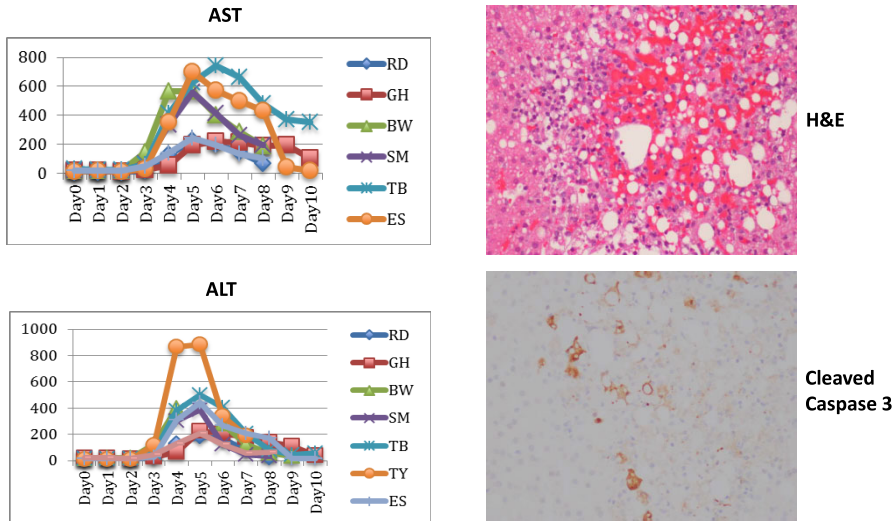 AST
800
600
400
200
0
Day0
Day1
Day2
Day3
Day4
Day5
Day6
Day7
Day8
Day9
Day10
RD
GH
BW
SM
TB
ES
H&E
ALT
1000
800
600
400
200
0
Day0
Day1
Day2
Day3
Day4
Day5
Day6
Day7
Day8
Day9
Day10
RD
GH
BW
SM
TB
TY
ES
Cleaved
Caspase 3